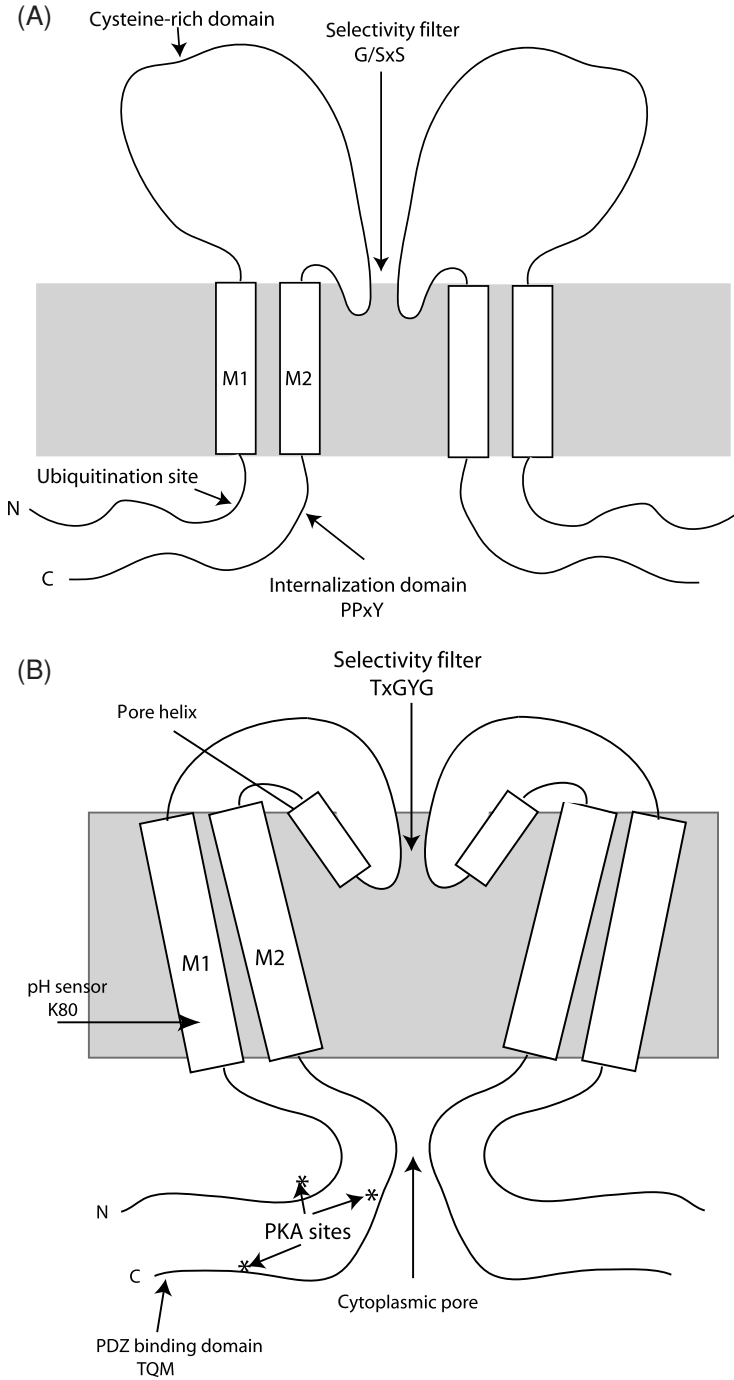 (A)
Cysteine-rich domain
Selectivity filter
G/SxS
M1
M2
Ubiquitination site
N
C
Internalization domain
PPxY
(B)
Selectivity filter
TxGYG
Pore helix
M1
M2
pH sensor
K80
N
*
*
PKA sites
*
C
Cytoplasmic pore
PDZ binding domain
TQM